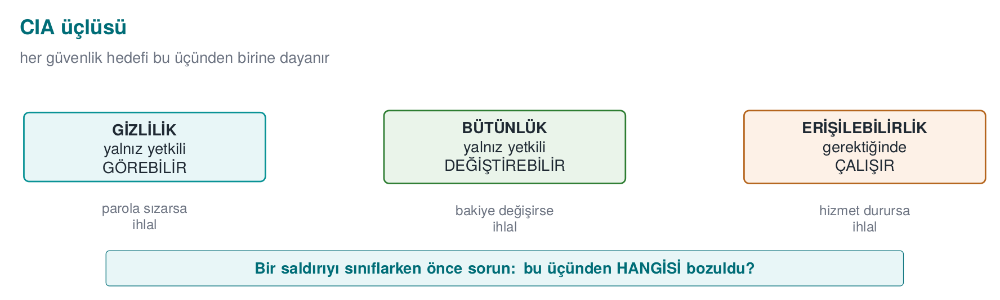 CIA üçlüsü
her güvenlik hedefi bu üçünden birine dayanır
GİZLİLİK
yalnız yetkili
GÖREBİLİR
parola sızarsa
ihlal
BÜTÜNLÜK
yalnız yetkili
DEĞİŞTİREBİLİR
bakiye değişirse
ihlal
ERİŞİLEBİLİRLİK
gerektiğinde
ÇALIŞIR
hizmet durursa
ihlal
Bir saldırıyı sınıflarken önce sorun: bu üçünden HANGİSİ bozuldu?